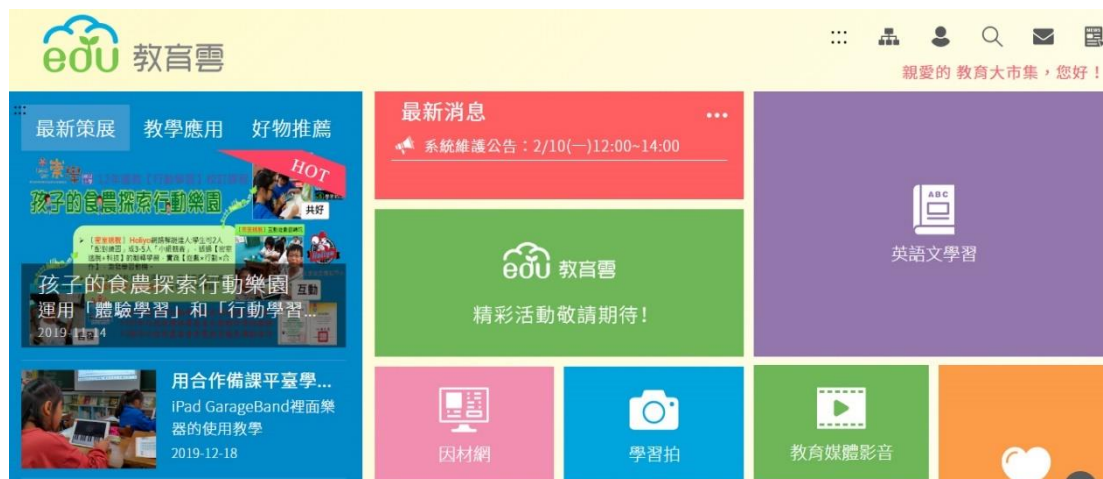 edu 教育雲
親愛的 教育大市集，您好！
最新策展 教學應用 好物推薦
HOT
孩子的食農探索行動樂園
共好
互動
孩子的食農探索行動樂園
運用「體驗學習」和「行動學習...
2019-11-14
用合作備課平臺學...
iPad GarageBand裡面樂
器的使用教學
2019-12-18
最新消息
系統維護公告：2/10(一)12:00~14:00
edu 教育雲
精彩活動敬請期待！
ABC
英語文學習
因材網
學習拍
教育媒體影音